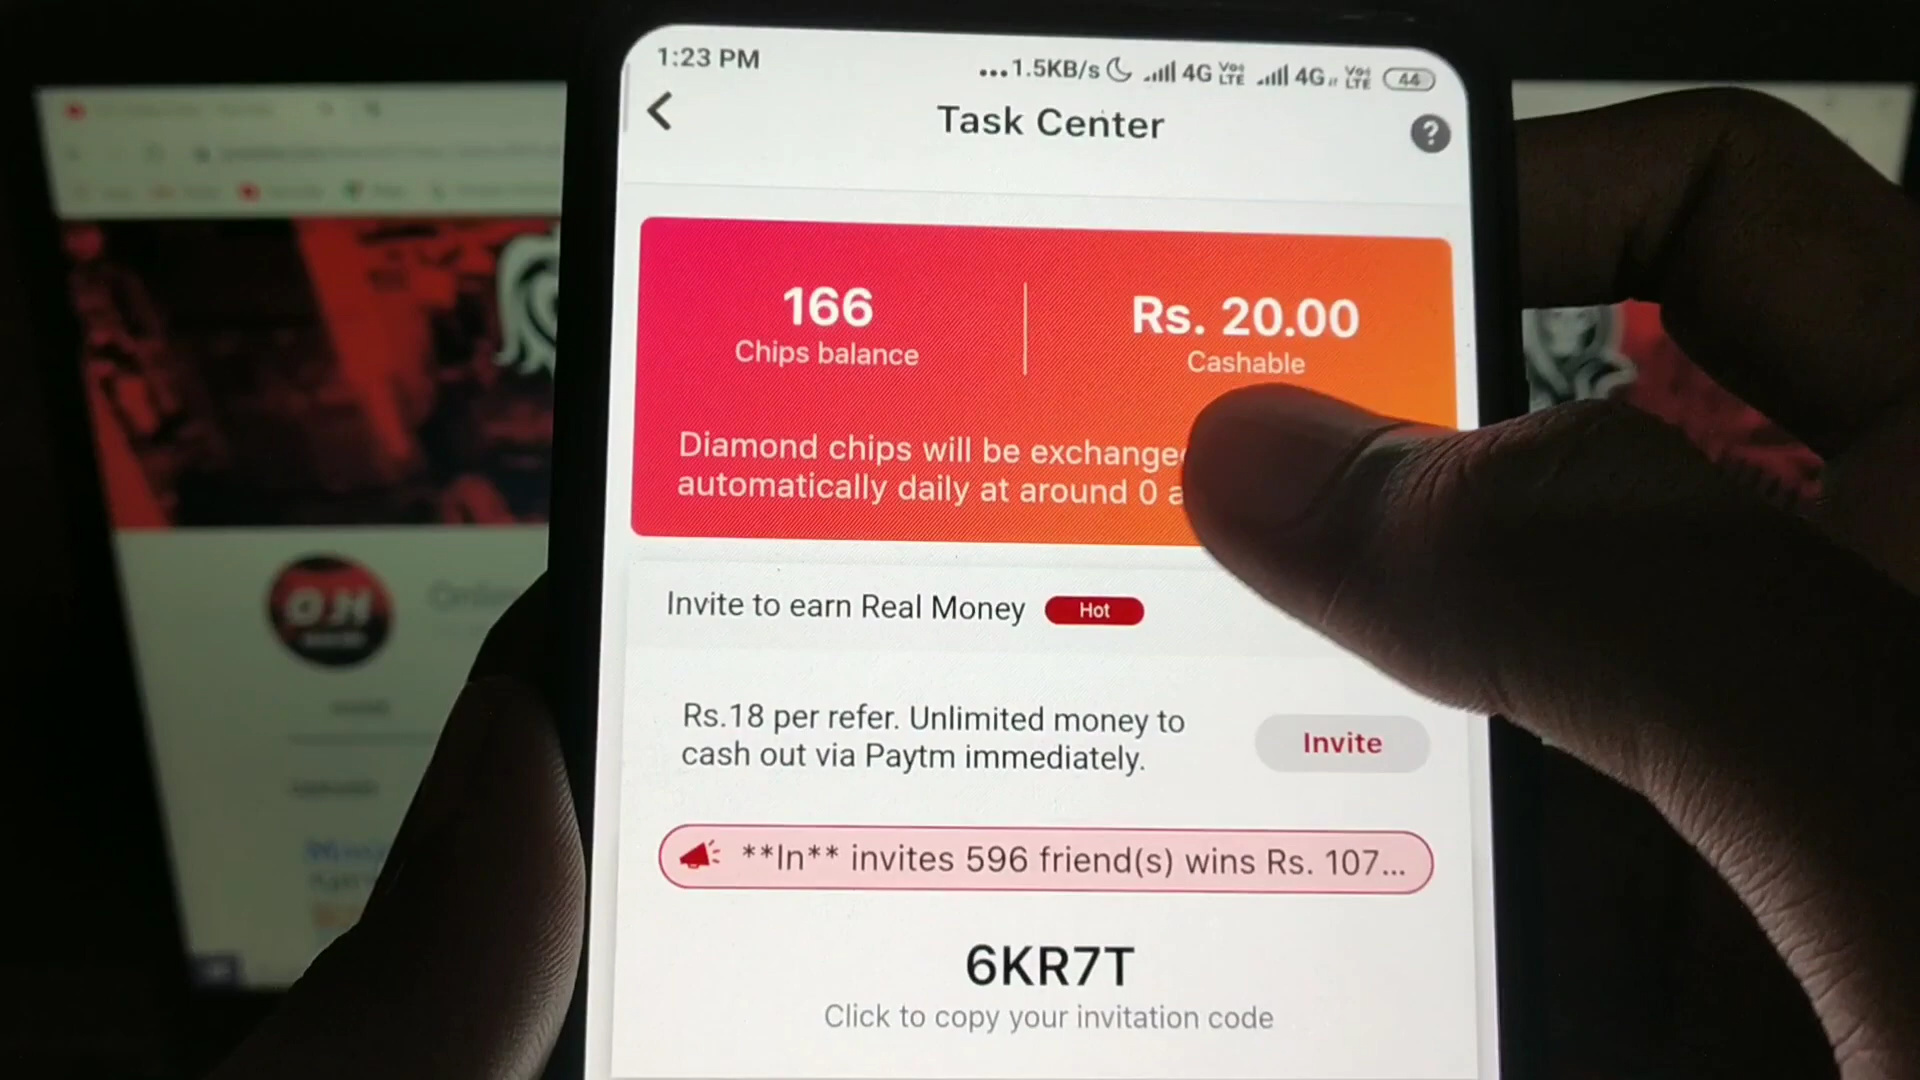 1:23 PM
...1.5KB/s 4G VoLTE 4G VoLTE 44
Task Center
?
166
Chips balance
Rs. 20.00
Cashable
Diamond chips will be exchange
automatically daily at around 0 a
Invite to earn Real Money Hot
Rs.18 per refer. Unlimited money to
cash out via Paytm immediately.
Invite
**In** invites 596 friend(s) wins Rs. 107...
6KR7T
Click to copy your invitation code
OH